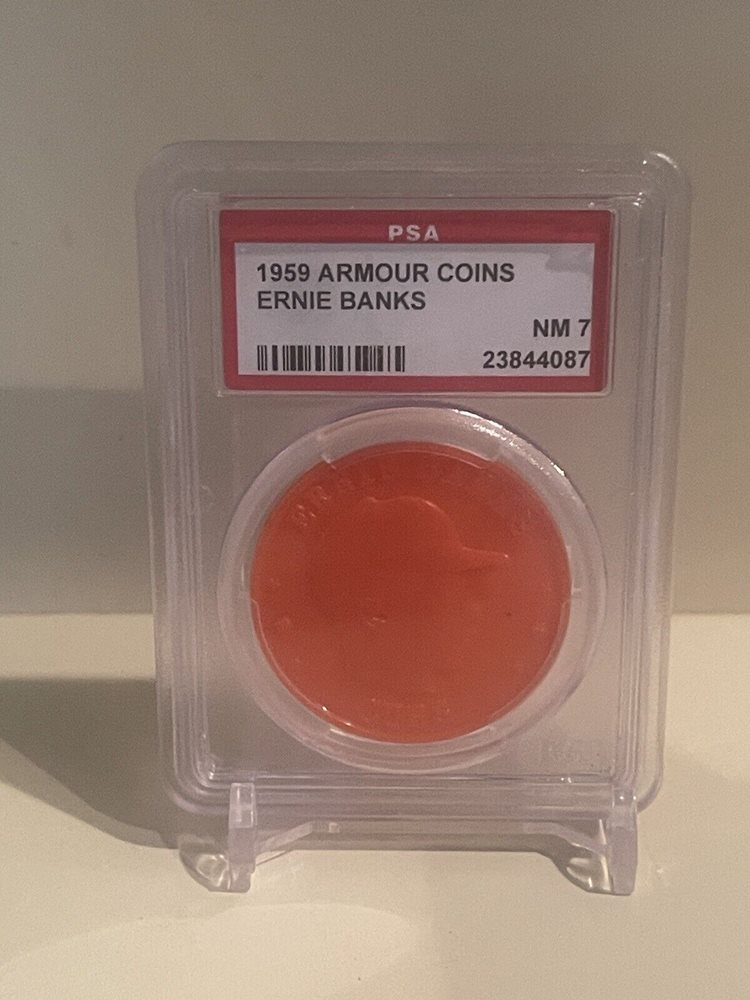 PSA
1959 ARMOUR COINS
ERNIE BANKS
NM 7
23844087